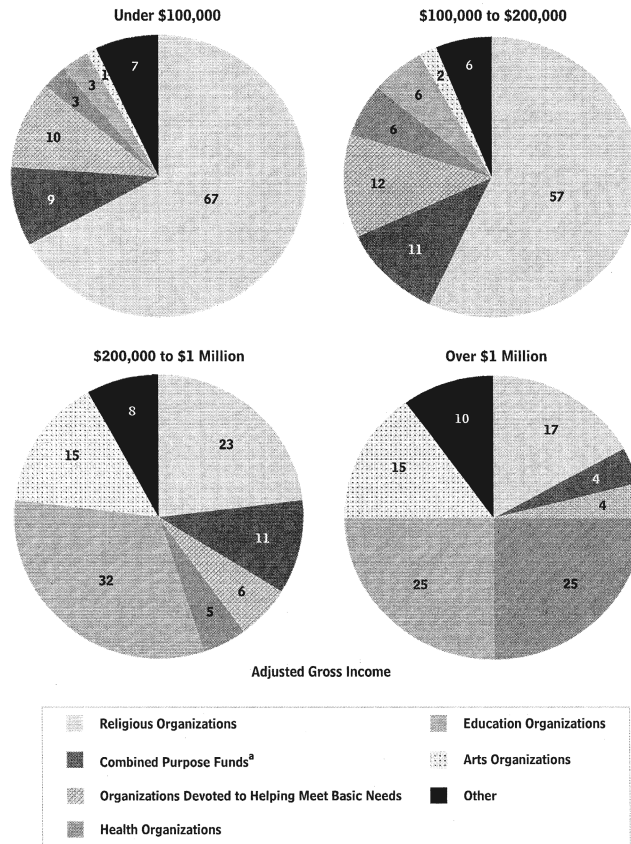 Under $100,000
$100,000 to $200,000
7
1
3
3
10
9
67
6
2
6
6
12
11
57
$200,000 to $1 Million
Over $1 Million
8
15
23
32
11
6
5
10
15
17
4
4
25
25
Adjusted Gross Income
Religious Organizations
Education Organizations
Combined Purpose Fundsa
Arts Organizations
Organizations Devoted to Helping Meet Basic Needs
Other
Health Organizations